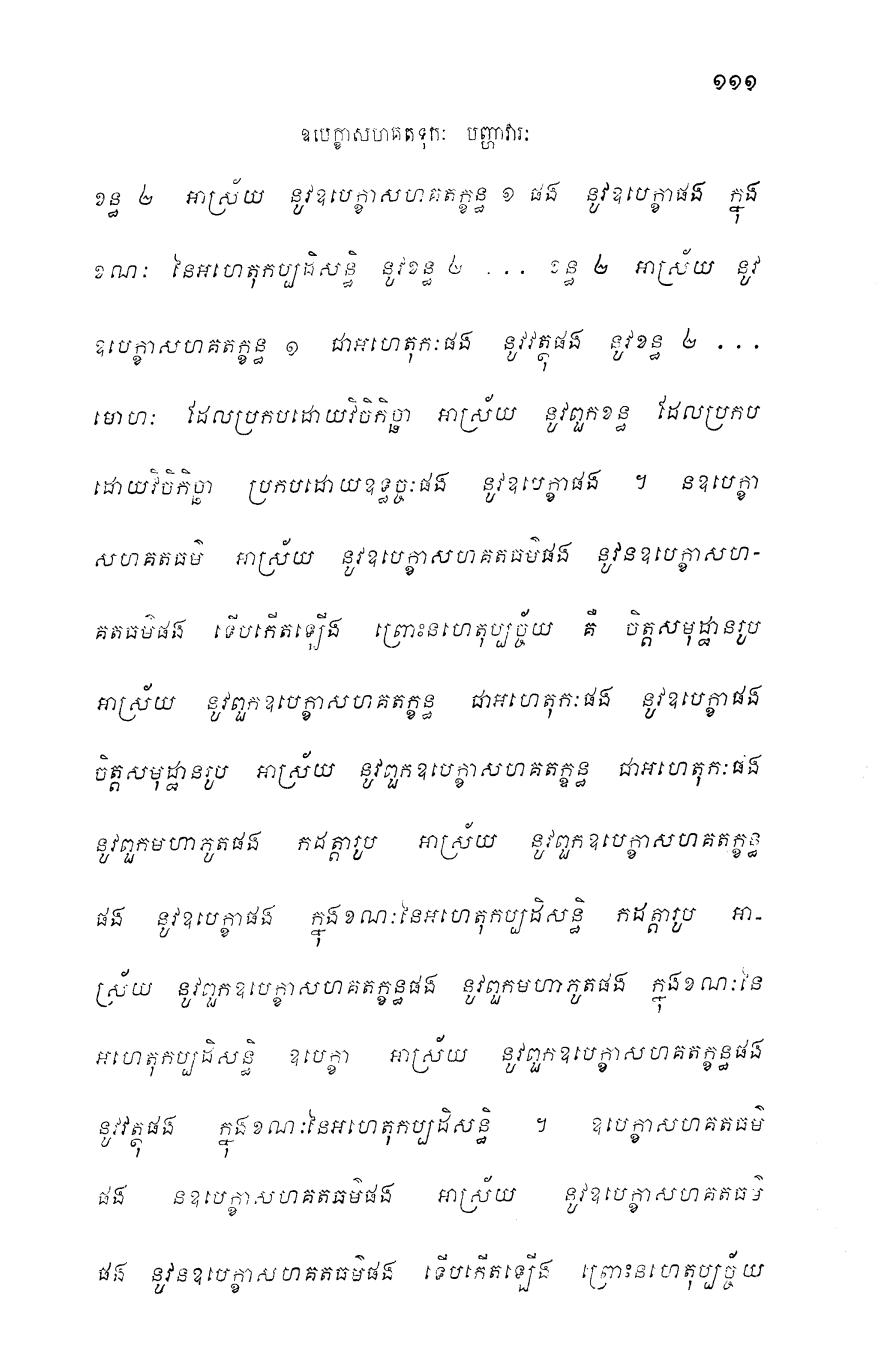 ១១១
ឧបេក្ខាសហគតទុកៈ បញ្ហាវារៈ
ខន្ធ ២ អាស្រ័យ នូវឧបេក្ខាសហគតក្ខន្ធ ១ ផង នូវឧបេក្ខាផង ក្នុង
ខណៈ នៃអហេតុកប្បដិសន្ធិ នូវខន្ធ ២ ... ខន្ធ ២ អាស្រ័យ នូវ
ឧបេក្ខាសហគតក្ខន្ធ ១ ជាអហេតុកៈផង នូវវត្ថុផង នូវខន្ធ ២ ...
មោហៈ ដែលប្រកបដោយវិចិកិច្ឆា អាស្រ័យ នូវពួកខន្ធ ដែលប្រកប
ដោយវិចិកិច្ឆា ប្រកបដោយឧទ្ធច្ចៈផង នូវឧបេក្ខាផង ។ នឧបេក្ខា
សហគតធម៌ អាស្រ័យ នូវឧបេក្ខាសហគតធម៌ផង នូវនឧបេក្ខាសហ-
គតធម៌ផង ទើបកើតឡើង ព្រោះនហេតុប្បច្ច័យ គឺ ចិត្តសមុដ្ឋានរូប
អាស្រ័យ នូវពួកឧបេក្ខាសហគតក្ខន្ធ ជាអហេតុកៈផង នូវឧបេក្ខាផង
ចិត្តសមុដ្ឋានរូប អាស្រ័យ នូវពួកឧបេក្ខាសហគតក្ខន្ធ ជាអហេតុកៈផង
នូវពួកមហាភូតផង កដត្តារូប អាស្រ័យ នូវពួកឧបេក្ខាសហគតក្ខន្ធ
ផង នូវឧបេក្ខាផង ក្នុងខណៈនៃអហេតុកប្បដិសន្ធិ កដត្តារូប អា-
ស្រ័យ នូវពួកឧបេក្ខាសហគតក្ខន្ធផង នូវពួកមហាភូតផង ក្នុងខណៈនៃ
អហេតុកប្បដិសន្ធិ ឧបេក្ខា អាស្រ័យ នូវពួកឧបេក្ខាសហគតក្ខន្ធផង
នូវវត្ថុផង ក្នុងខណៈនៃអហេតុកប្បដិសន្ធិ ។ ឧបេក្ខាសហគតធម៌
ផង នឧបេក្ខាសហគតធម៌ផង អាស្រ័យ នូវឧបេក្ខាសហគតធម៌
ផង នូវនឧបេក្ខាសហគតធម៌ផង ទើបកើតឡើង ព្រោះនហេតុប្បច្ច័យ